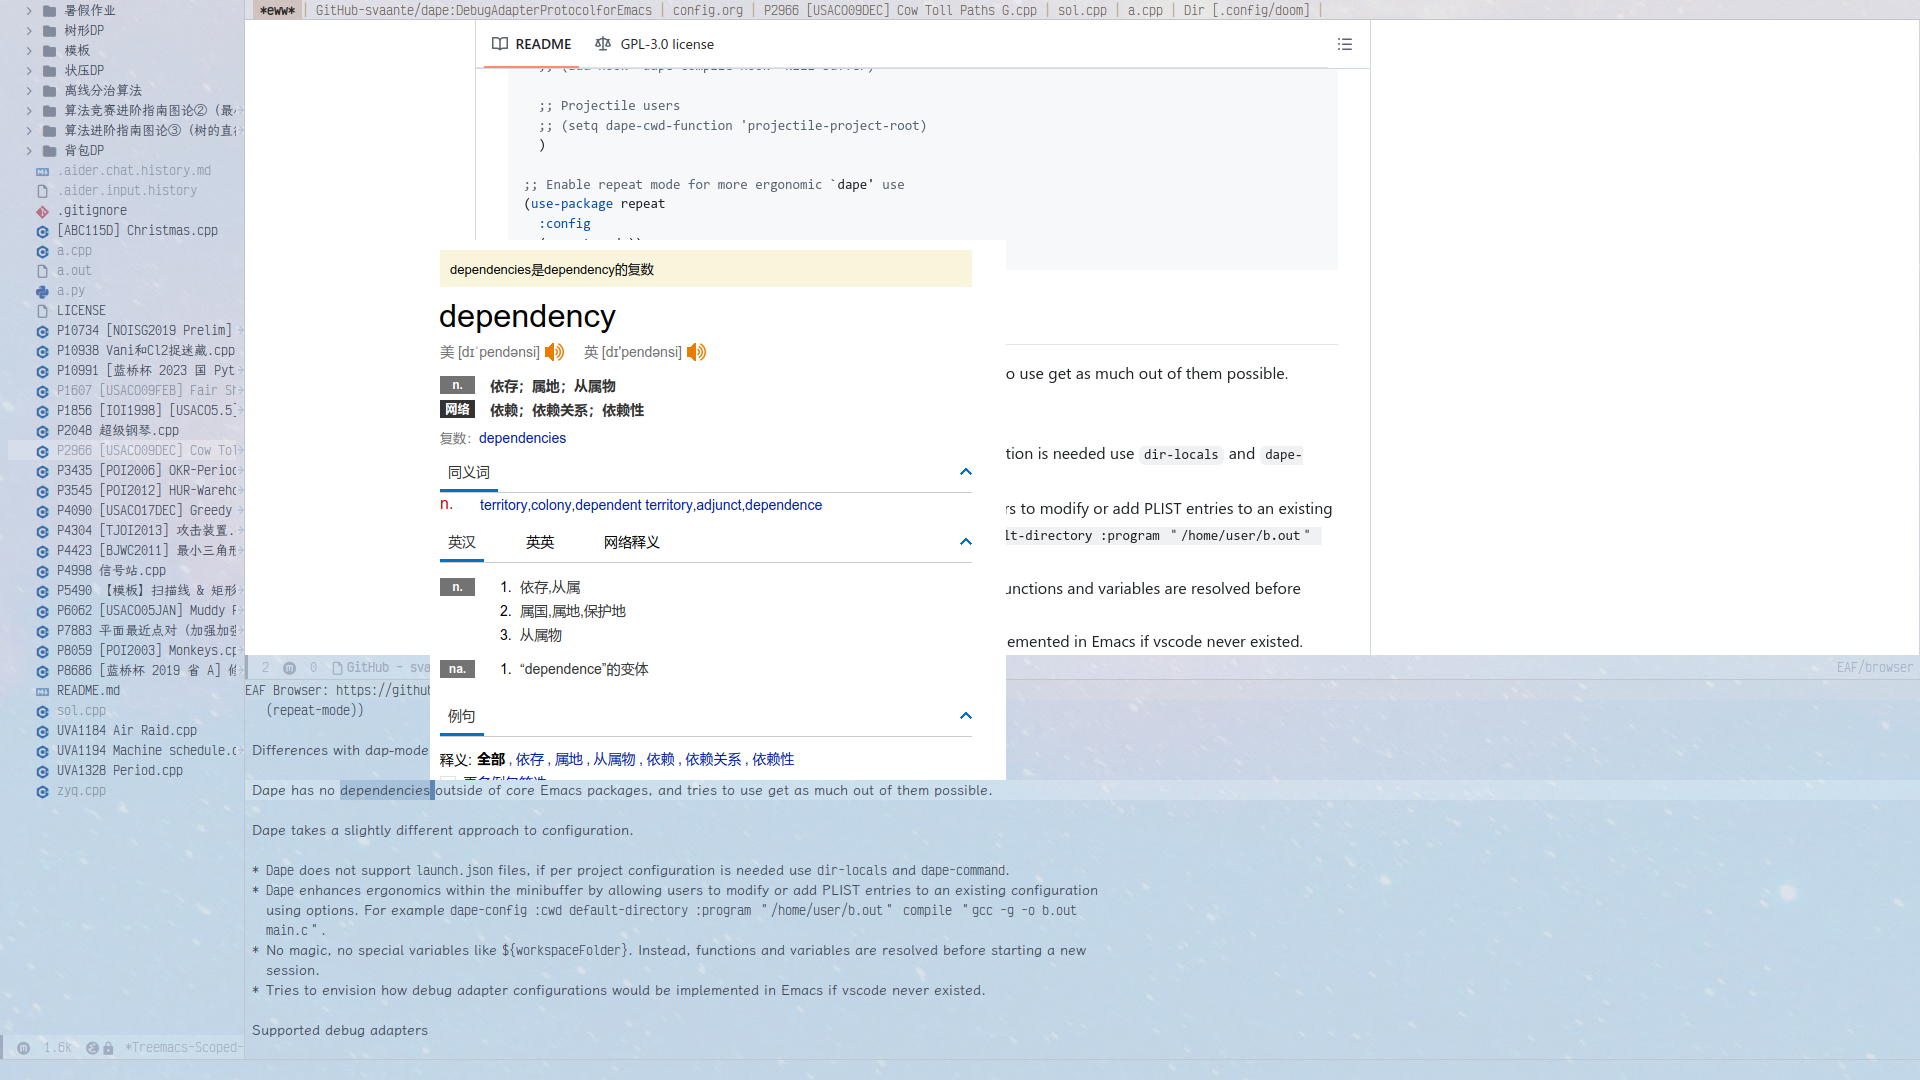 暑假作业
树形DP
模板
状压DP
离线分治算法
算法竞赛进阶指南图论②（最
算法进阶指南图论③（树的直
背包DP
.aider.chat.history.md
.aider.input.history
.gitignore
[ABC115D] Christmas.cpp
a.cpp
a.out
a.py
LICENSE
P10734 [NOISG2019 Prelim]
P10938 Vani和Cl2捉迷藏.cpp
P10991 [蓝桥杯 2023 国 Pyt
P1607 [USACO09FEB] Fair Sh
P1856 [IOI1998] [USACO5.5]
P2048 超级钢琴.cpp
P2966 [USACO09DEC] Cow Tol
P3435 [POI2006] OKR-Period
P3545 [POI2012] HUR-Wareho
P4090 [USACO17DEC] Greedy
P4304 [TJOI2013] 攻击装置.
P4423 [BJWC2011] 最小三角形
P4998 信号站.cpp
P5490 【模板】扫描线 & 矩形
P6062 [USACO05JAN] Muddy F
P7883 平面最近点对（加强加强
P8059 [POI2003] Monkeys.cp
P8686 [蓝桥杯 2019 省 A] 修
README.md
sol.cpp
UVA1184 Air Raid.cpp
UVA1194 Machine schedule.c
UVA1328 Period.cpp
zyq.cpp
1.6k *Treemacs-Scoped-
*eww* | GitHub-svaante/dape:DebugAdapterProtocolforEmacs | config.org | P2966 [USACO09DEC] Cow Toll Paths G.cpp | sol.cpp | a.cpp | Dir [.config/doom] |
README GPL-3.0 license
;; Projectile users
;; (setq dape-cwd-function 'projectile-project-root)
)
;; Enable repeat mode for more ergonomic `dape' use
(use-package repeat
:config
dependencies是dependency的复数
dependency
美 [dɪˈpendənsi] 英 [dɪ'pendənsi]
n. 依存；属地；从属物
网络 依赖；依赖关系；依赖性
复数：dependencies
同义词
n. territory,colony,dependent territory,adjunct,dependence
英汉 英英 网络释义
n. 1. 依存,从属
2. 属国,属地,保护地
3. 从属物
na. 1. “dependence”的变体
例句
释义: 全部 , 依存 , 属地 , 从属物 , 依赖 , 依赖关系 , 依赖性
更多例句筛选
o use get as much out of them possible.
tion is needed use dir-locals and dape-
rs to modify or add PLIST entries to an existing
lt-directory :program "/home/user/b.out"
unctions and variables are resolved before
emented in Emacs if vscode never existed.
2 0 GitHub - sva
EAF/browser
EAF Browser: https://github
(repeat-mode))
Differences with dap-mode
Dape has no dependencies outside of core Emacs packages, and tries to use get as much out of them possible.
Dape takes a slightly different approach to configuration.
* Dape does not support launch.json files, if per project configuration is needed use dir-locals and dape-command.
* Dape enhances ergonomics within the minibuffer by allowing users to modify or add PLIST entries to an existing configuration
using options. For example dape-config :cwd default-directory :program "/home/user/b.out" compile "gcc -g -o b.out
main.c".
* No magic, no special variables like ${workspaceFolder}. Instead, functions and variables are resolved before starting a new
session.
* Tries to envision how debug adapter configurations would be implemented in Emacs if vscode never existed.
Supported debug adapters